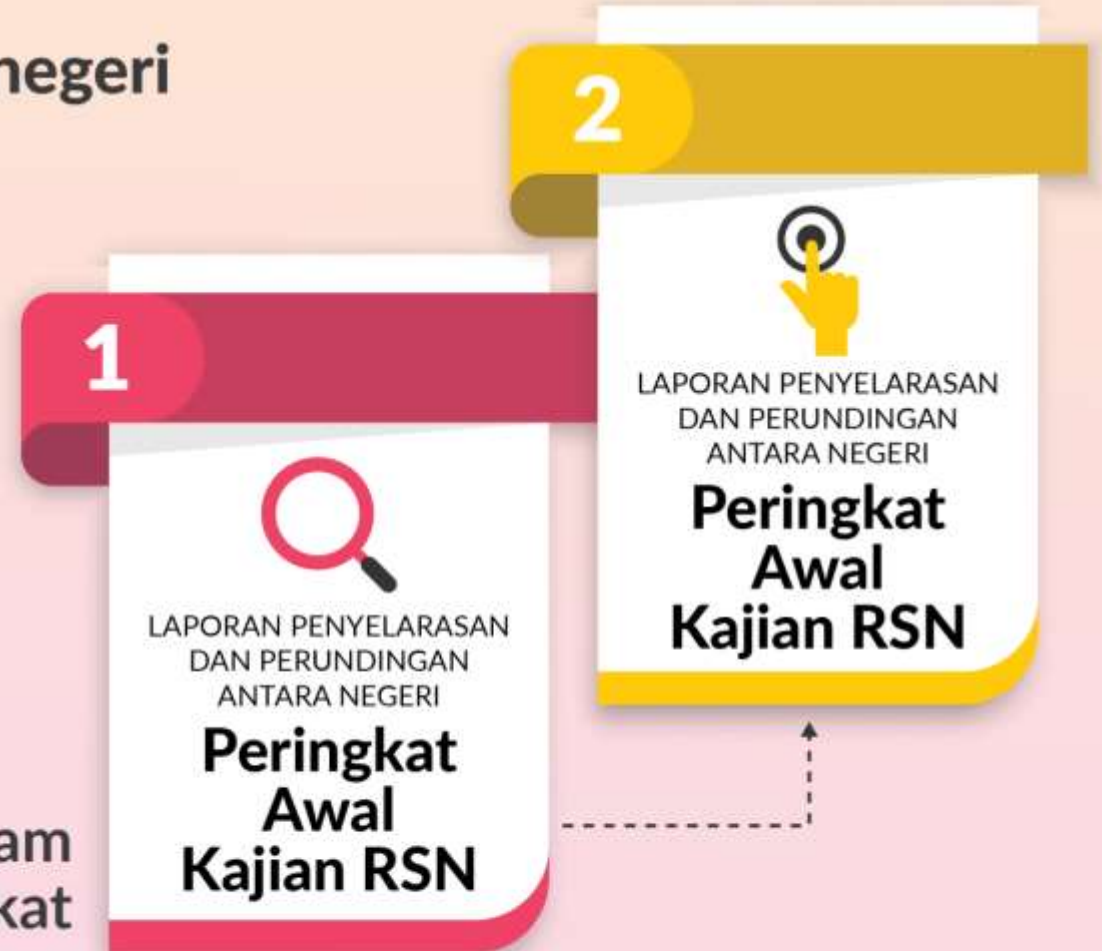 negeri
1
LAPORAN PENYELARASAN
DAN PERUNDINGAN
ANTARA NEGERI
Peringkat
Awal
Kajian RSN
2
LAPORAN PENYELARASAN
DAN PERUNDINGAN
ANTARA NEGERI
Peringkat
Awal
Kajian RSN
am
kat